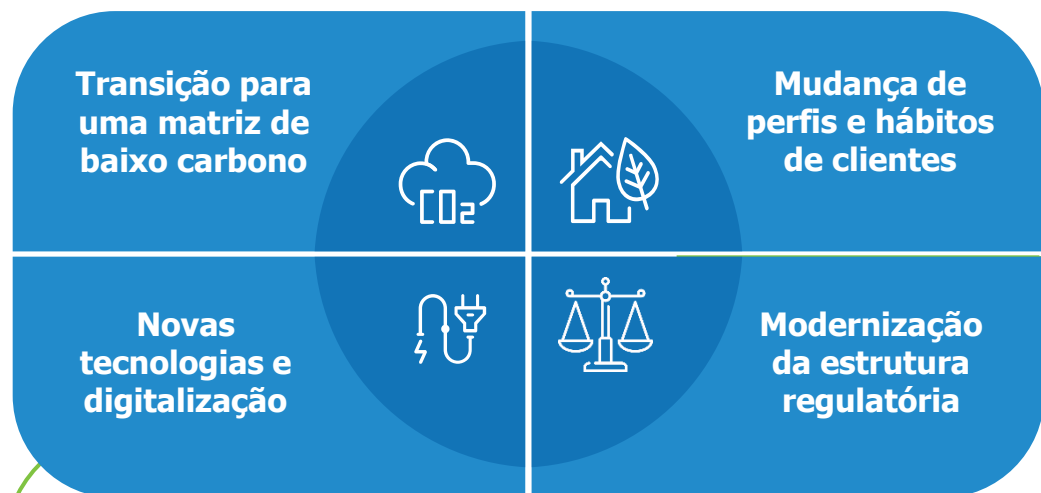 Transição para
uma matriz de
baixo carbono
CO2
Mudança de
perfis e hábitos
de clientes
Novas
tecnologias e
digitalização
Modernização
da estrutura
regulatória